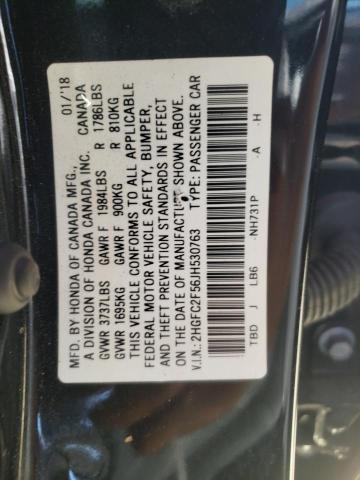 MFD. BY HONDA OF CANADA MFG., 01/'18
A DIVISION OF HONDA CANADA INC. CANADA
GVWR 3737LBS GAWR F 1984LBS R 1786LBS
GVWR 1695KG GAWR F 900KG R 810KG
THIS VEHICLE CONFORMS TO ALL APPLICABLE
FEDERAL MOTOR VEHICLE SAFETY, BUMPER,
AND THEFT PREVENTION STANDARDS IN EFFECT
ON THE DATE OF MANUFACTURE SHOWN ABOVE.
V.I.N.: 2HGFC2F56JH530763 TYPE: PASSENGER CAR
TBD J LB6 NH731P A H